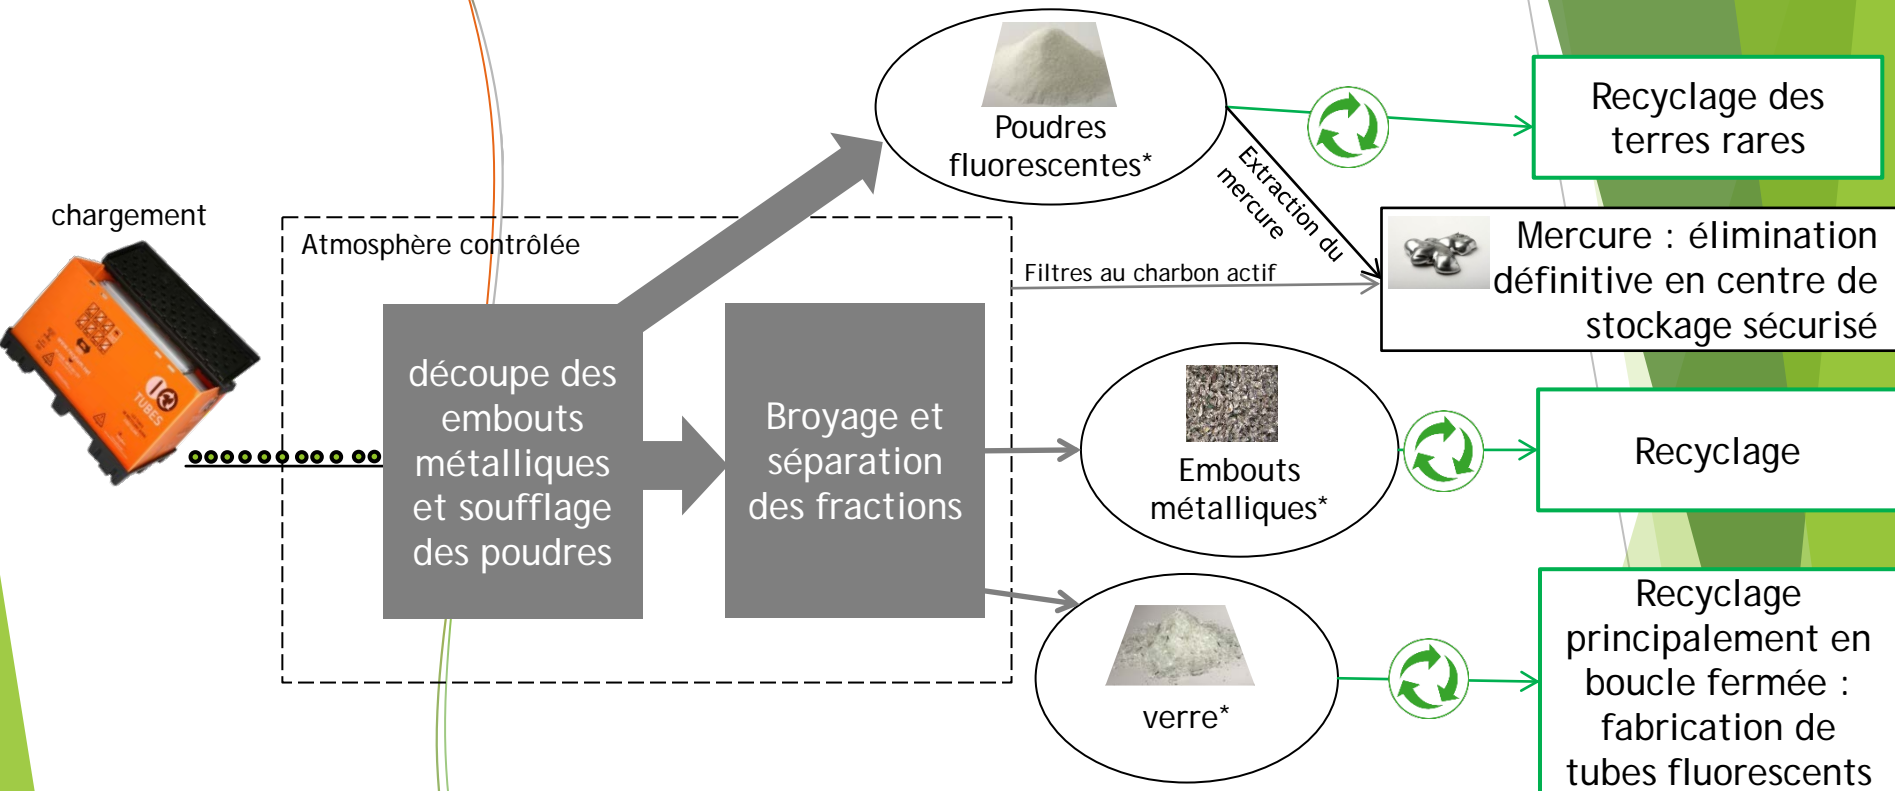 chargement
TUBES
Atmosphère contrôlée
découpe des
embouts
métalliques
et soufflage
des poudres
Broyage et
séparation
des fractions
Poudres
fluorescentes*
Extraction du
mercure
Filtres au charbon actif
Embouts
métalliques*
verre*
Recyclage des
terres rares
Mercure : élimination
définitive en centre de
stockage sécurisé
Recyclage
Recyclage
principalement en
boucle fermée :
fabrication de
tubes fluorescents